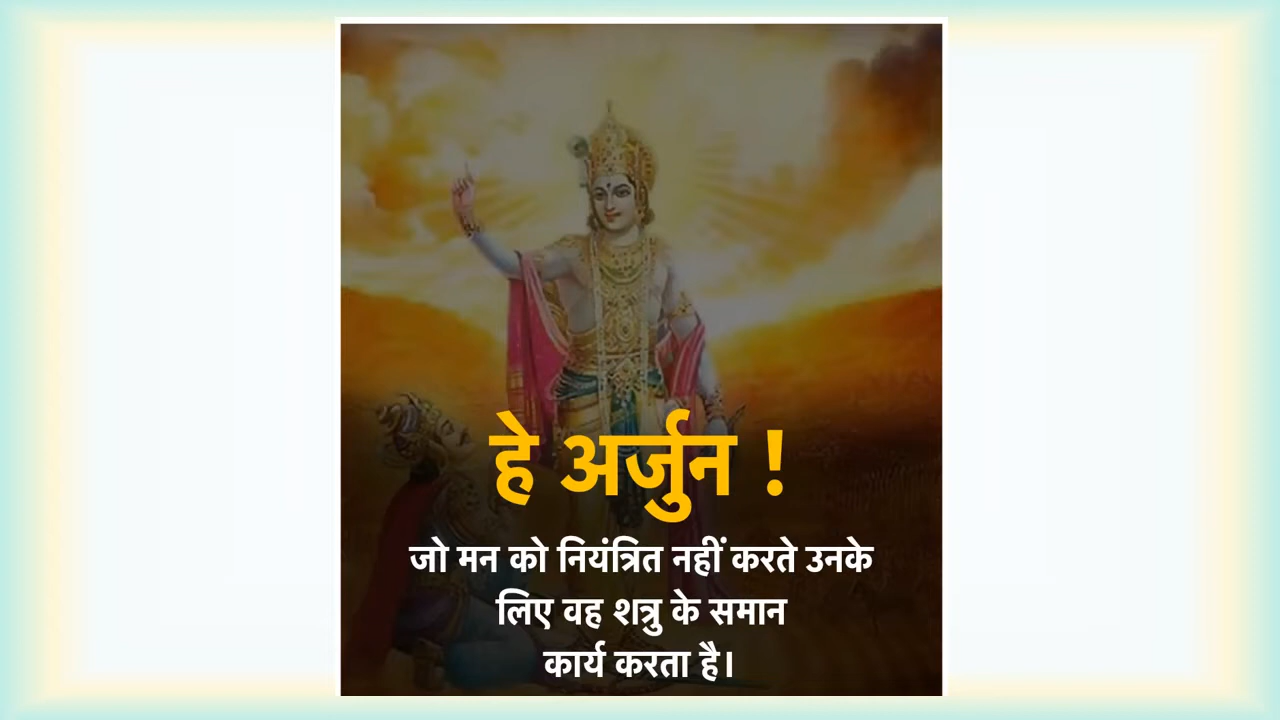 हे अर्जुन !
जो मन को नियंत्रित नहीं करते उनके
लिए वह शत्रु के समान
कार्य करता है।